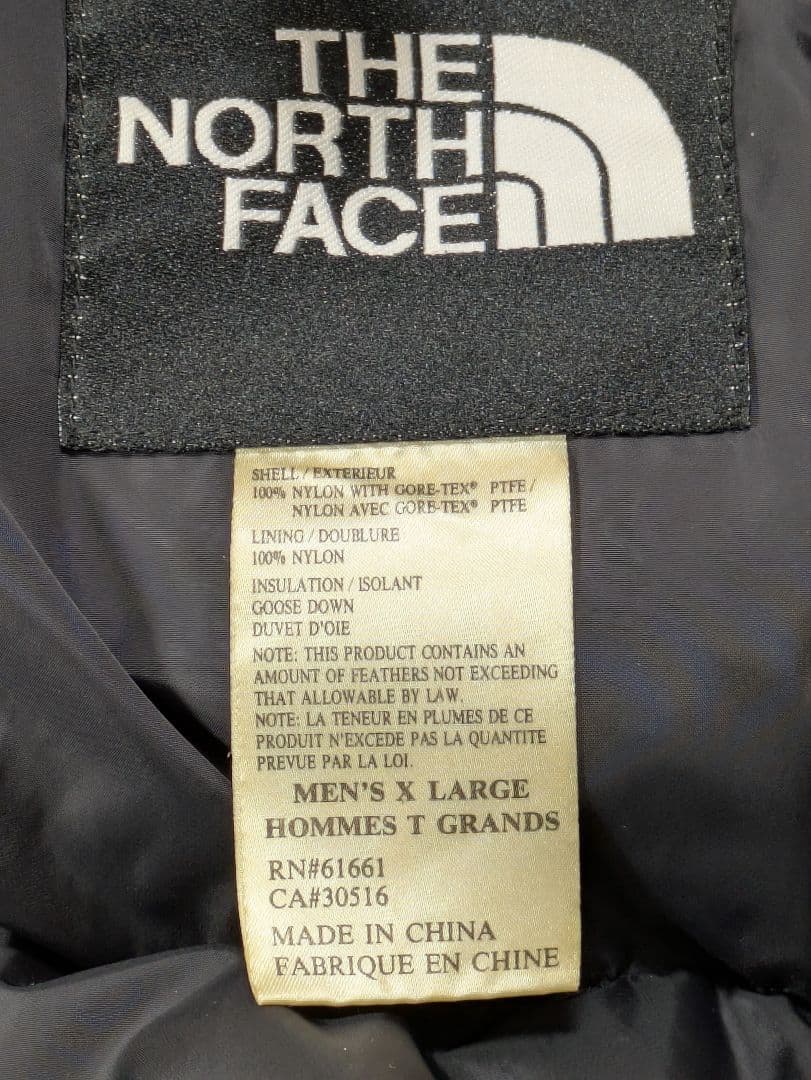 THE
NORTH
FACE
SHELL / EXTERIEUR
100% NYLON WITH GORE-TEX® PTFE /
NYLON AVEC GORE-TEX® PTFE
LINING / DOUBLURE
100% NYLON
INSULATION / ISOLANT
GOOSE DOWN
DUVET D'OIE
NOTE: THIS PRODUCT CONTAINS AN
AMOUNT OF FEATHERS NOT EXCEEDING
THAT ALLOWABLE BY LAW.
NOTE: LA TENEUR EN PLUMES DE CE
PRODUIT N'EXCEDE PAS LA QUANTITE
PREVUE PAR LA LOI.
MEN'S X LARGE
HOMMES T GRANDS
RN#61661
CA#30516
MADE IN CHINA
FABRIQUE EN CHINE